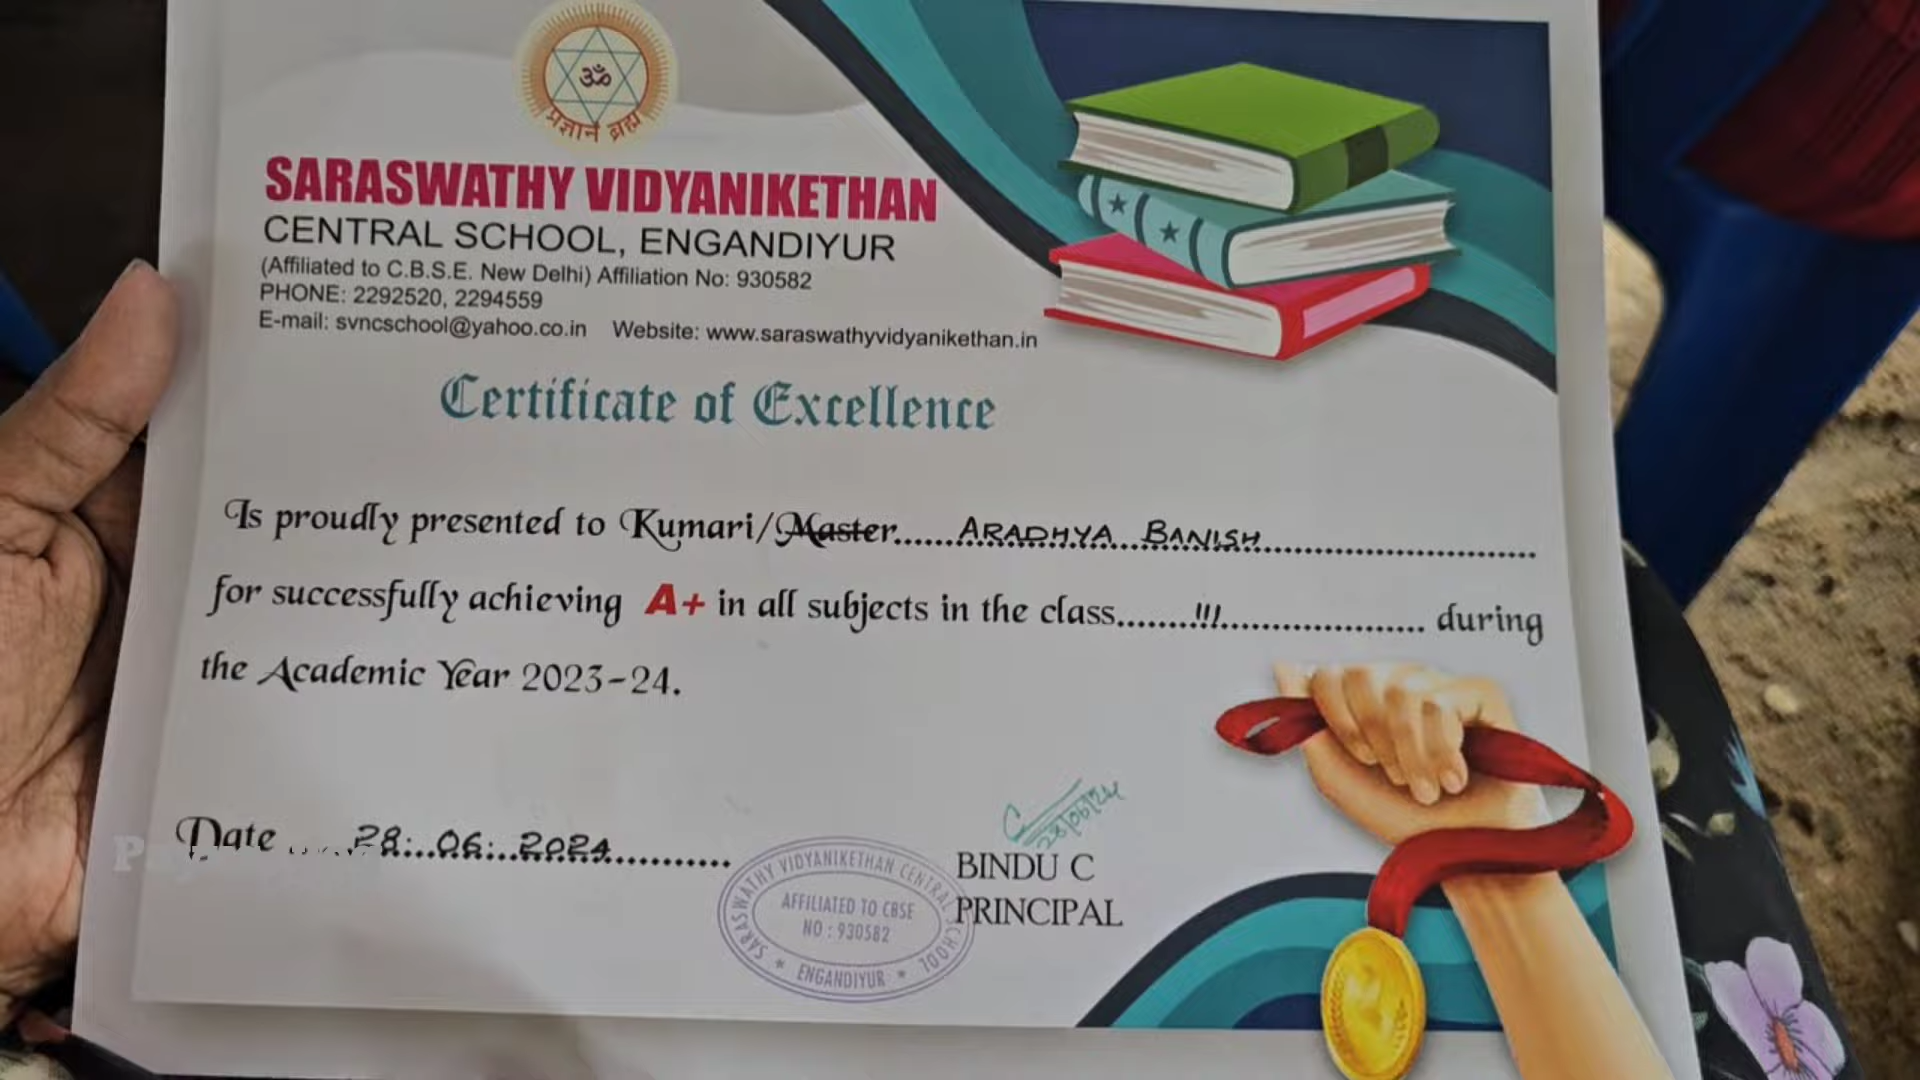 ॐ
प्रज्ञानं ब्रह्म
SARASWATHY VIDYANIKETHAN
CENTRAL SCHOOL, ENGANDIYUR
(Affiliated to C.B.S.E. New Delhi) Affiliation No: 930582
PHONE: 2292520, 2294559
E-mail: svncschool@yahoo.co.in Website: www.saraswathyvidyanikethan.in
Certificate of Excellence
Is proudly presented to Kumari/Master...... ARADHYA BANISH
for successfully achieving A+ in all subjects in the class.......III.................... during
the Academic Year 2023-24.
Date .... 28: 06: 2024
28/06/24
BINDU C
PRINCIPAL
SARASWATHY VIDYANIKETHAN CENTRAL SCHOOL
AFFILIATED TO CBSE
NO : 930582
* ENGANDIYUR *